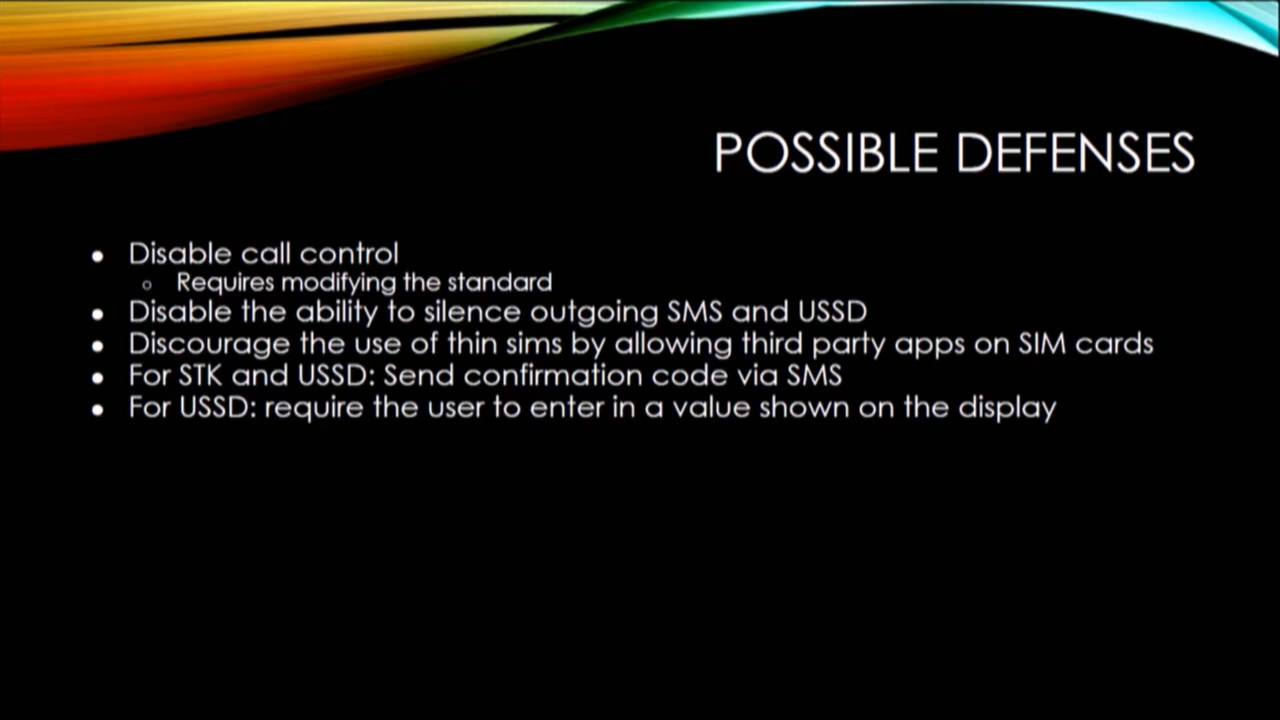 POSSIBLE DEFENSES
• Disable call control
○ Requires modifying the standard
• Disable the ability to silence outgoing SMS and USSD
• Discourage the use of thin sims by allowing third party apps on SIM cards
• For STK and USSD: Send confirmation code via SMS
• For USSD: require the user to enter in a value shown on the display